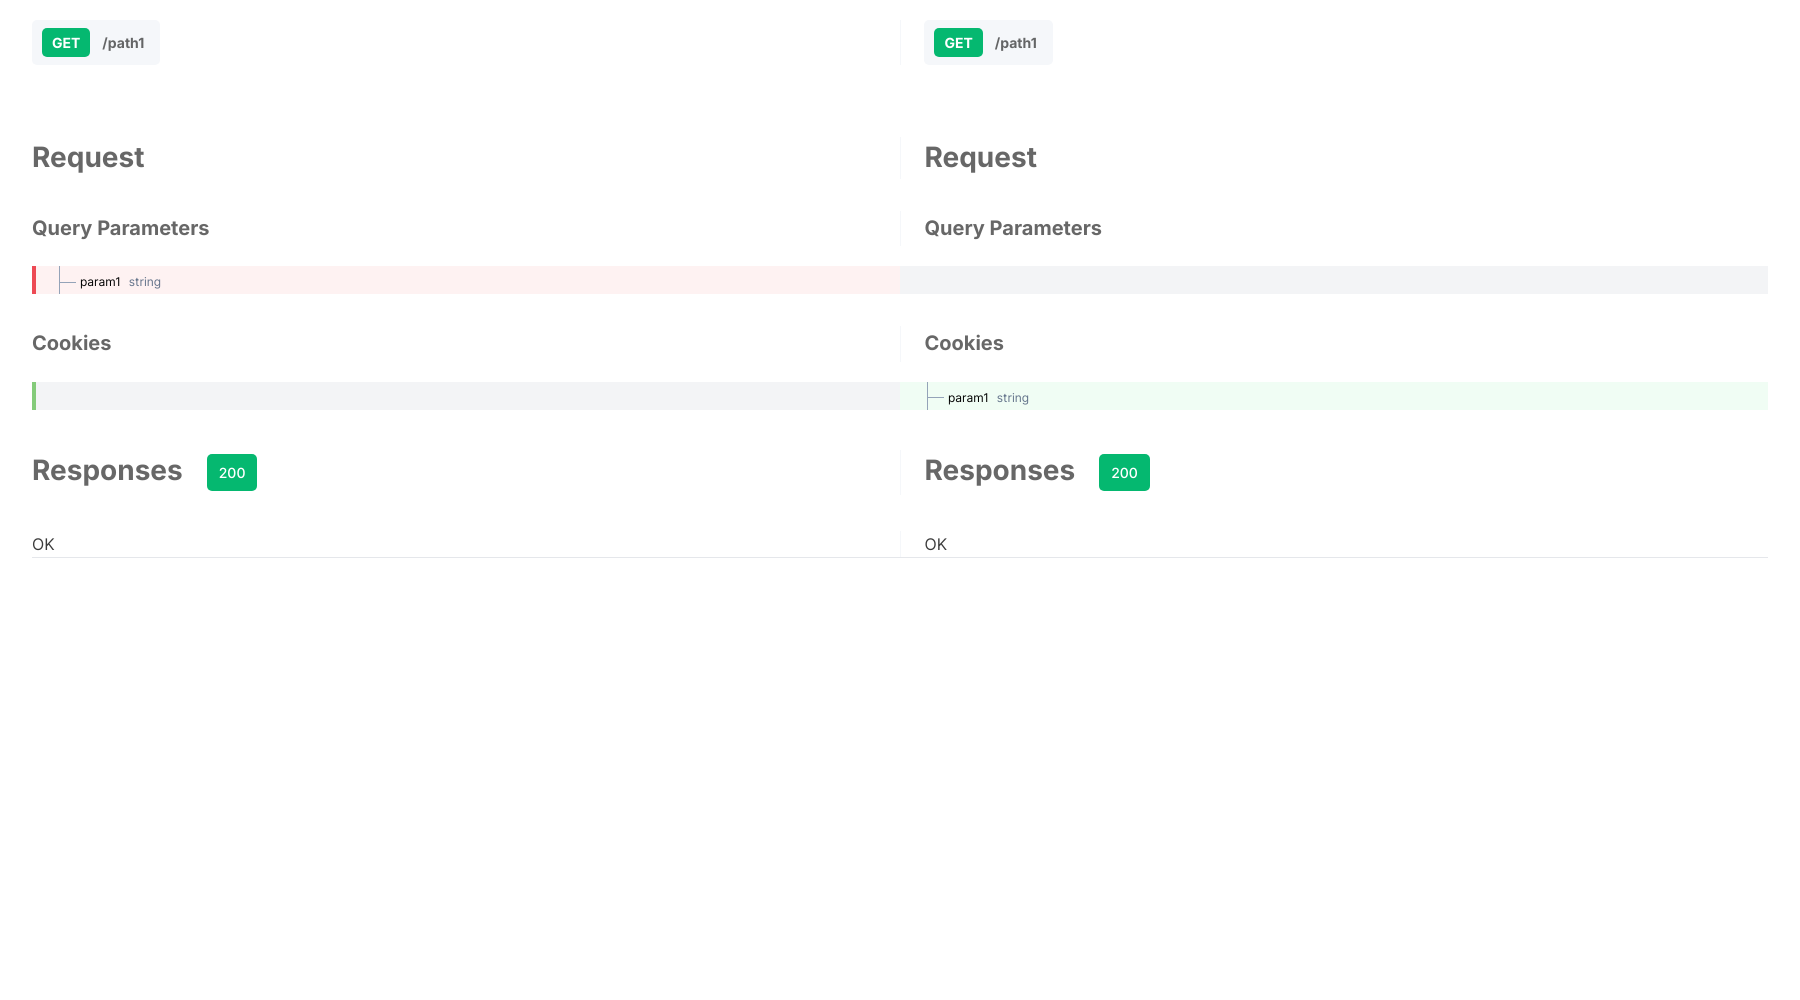 GET /path1 GET /path1
Request Request
Query Parameters Query Parameters
param1 string
Cookies Cookies
param1 string
Responses 200 Responses 200
OK OK